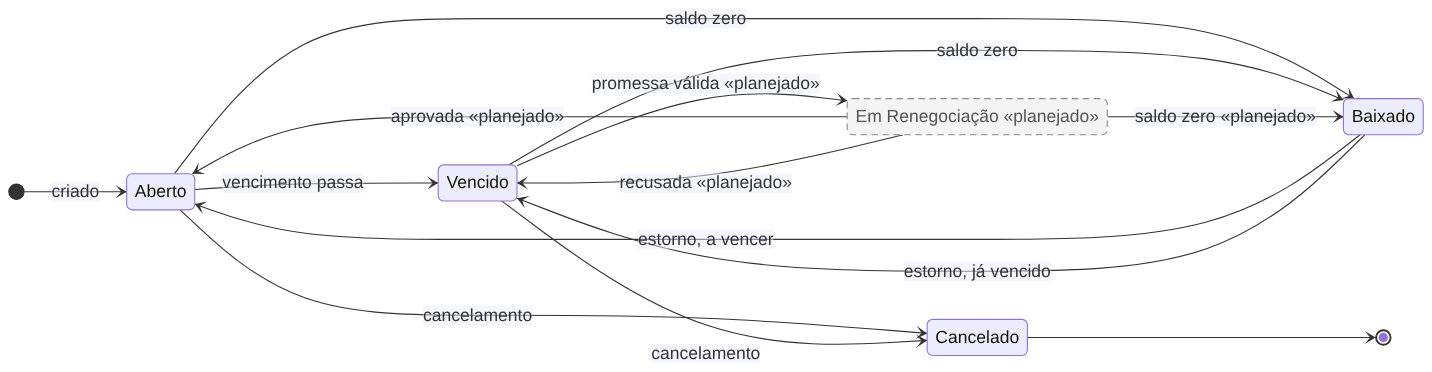 saldo zero
saldo zero
promessa válida «planejado»
aprovada «planejado»
Em Renegociação «planejado»
saldo zero «planejado»
Baixado
criado
Aberto
vencimento passa
Vencido
recusada «planejado»
estorno, a vencer
estorno, já vencido
cancelamento
Cancelado
cancelamento